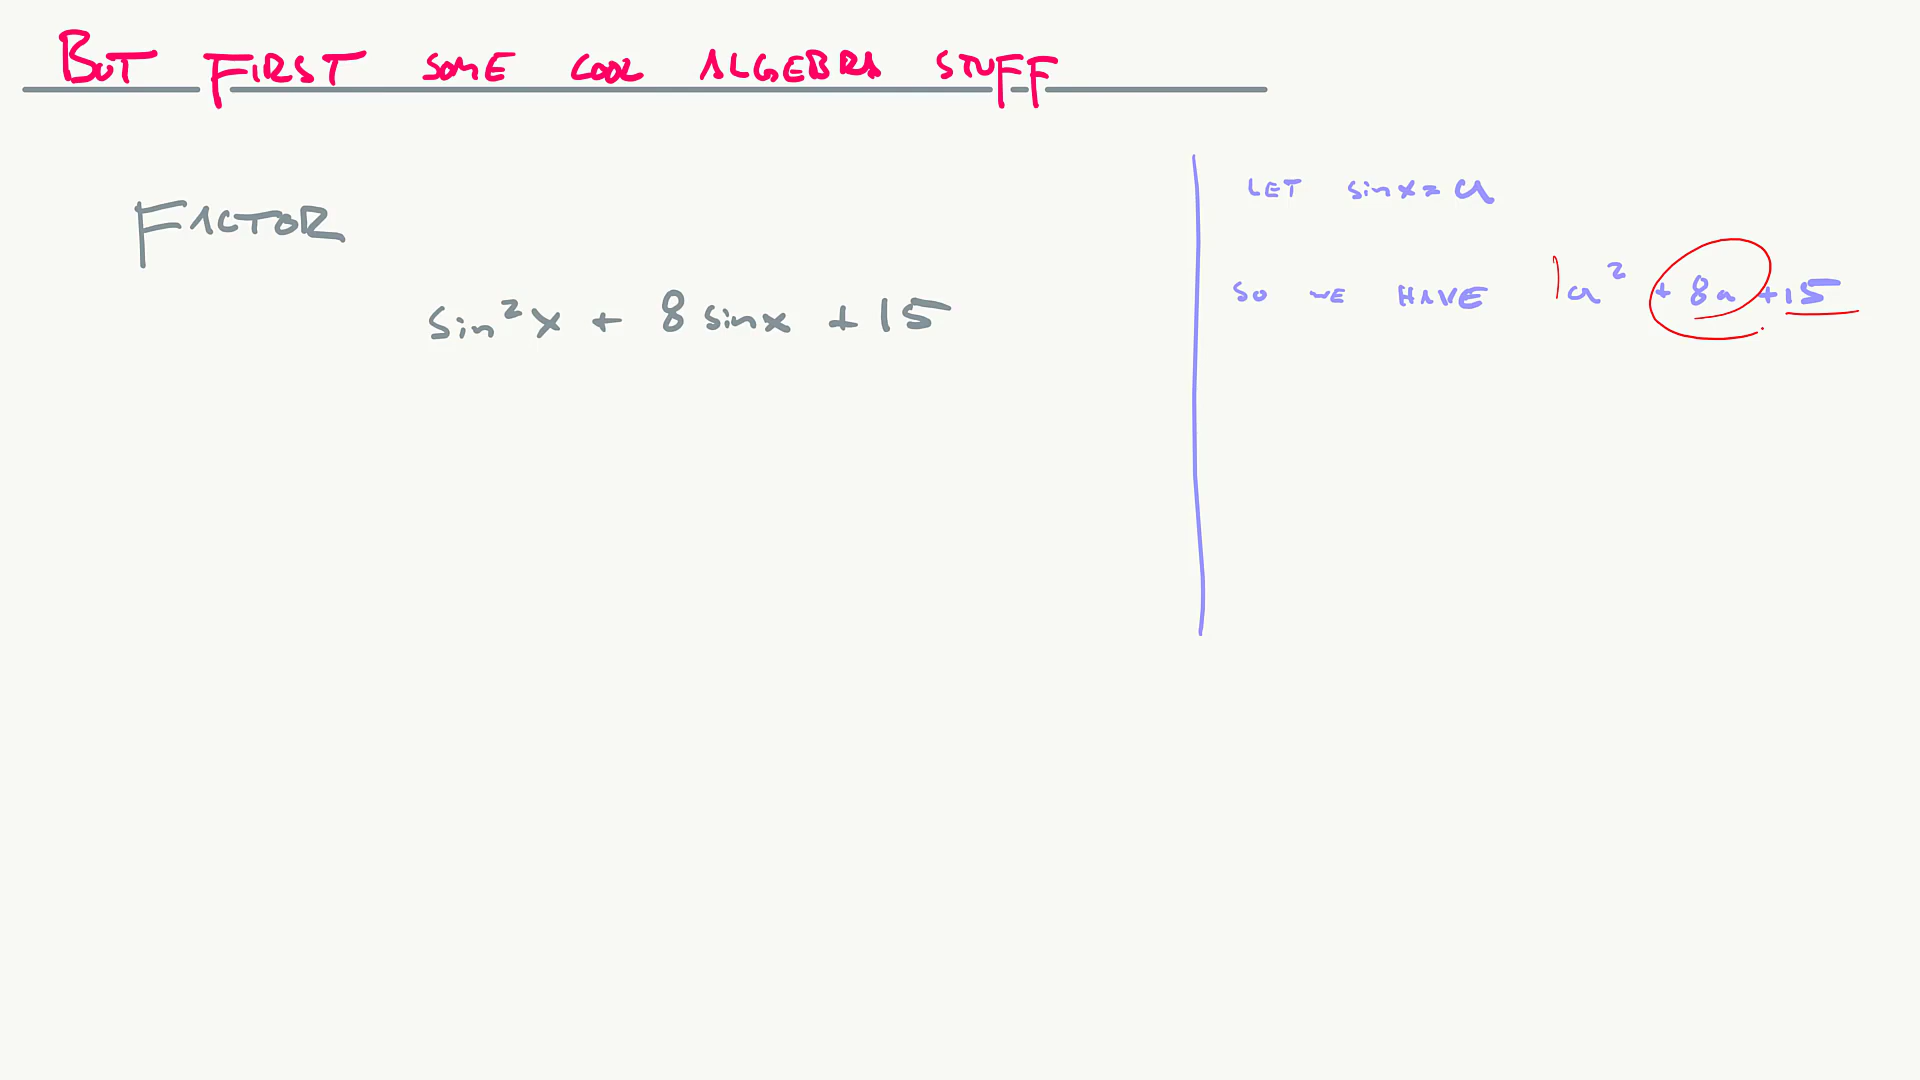 BUT FIRST SOME COOL ALGEBRA STUFF
FACTOR
sin²x + 8 sinx + 15
LET sinx = a
SO WE HAVE 1a² + 8a + 15